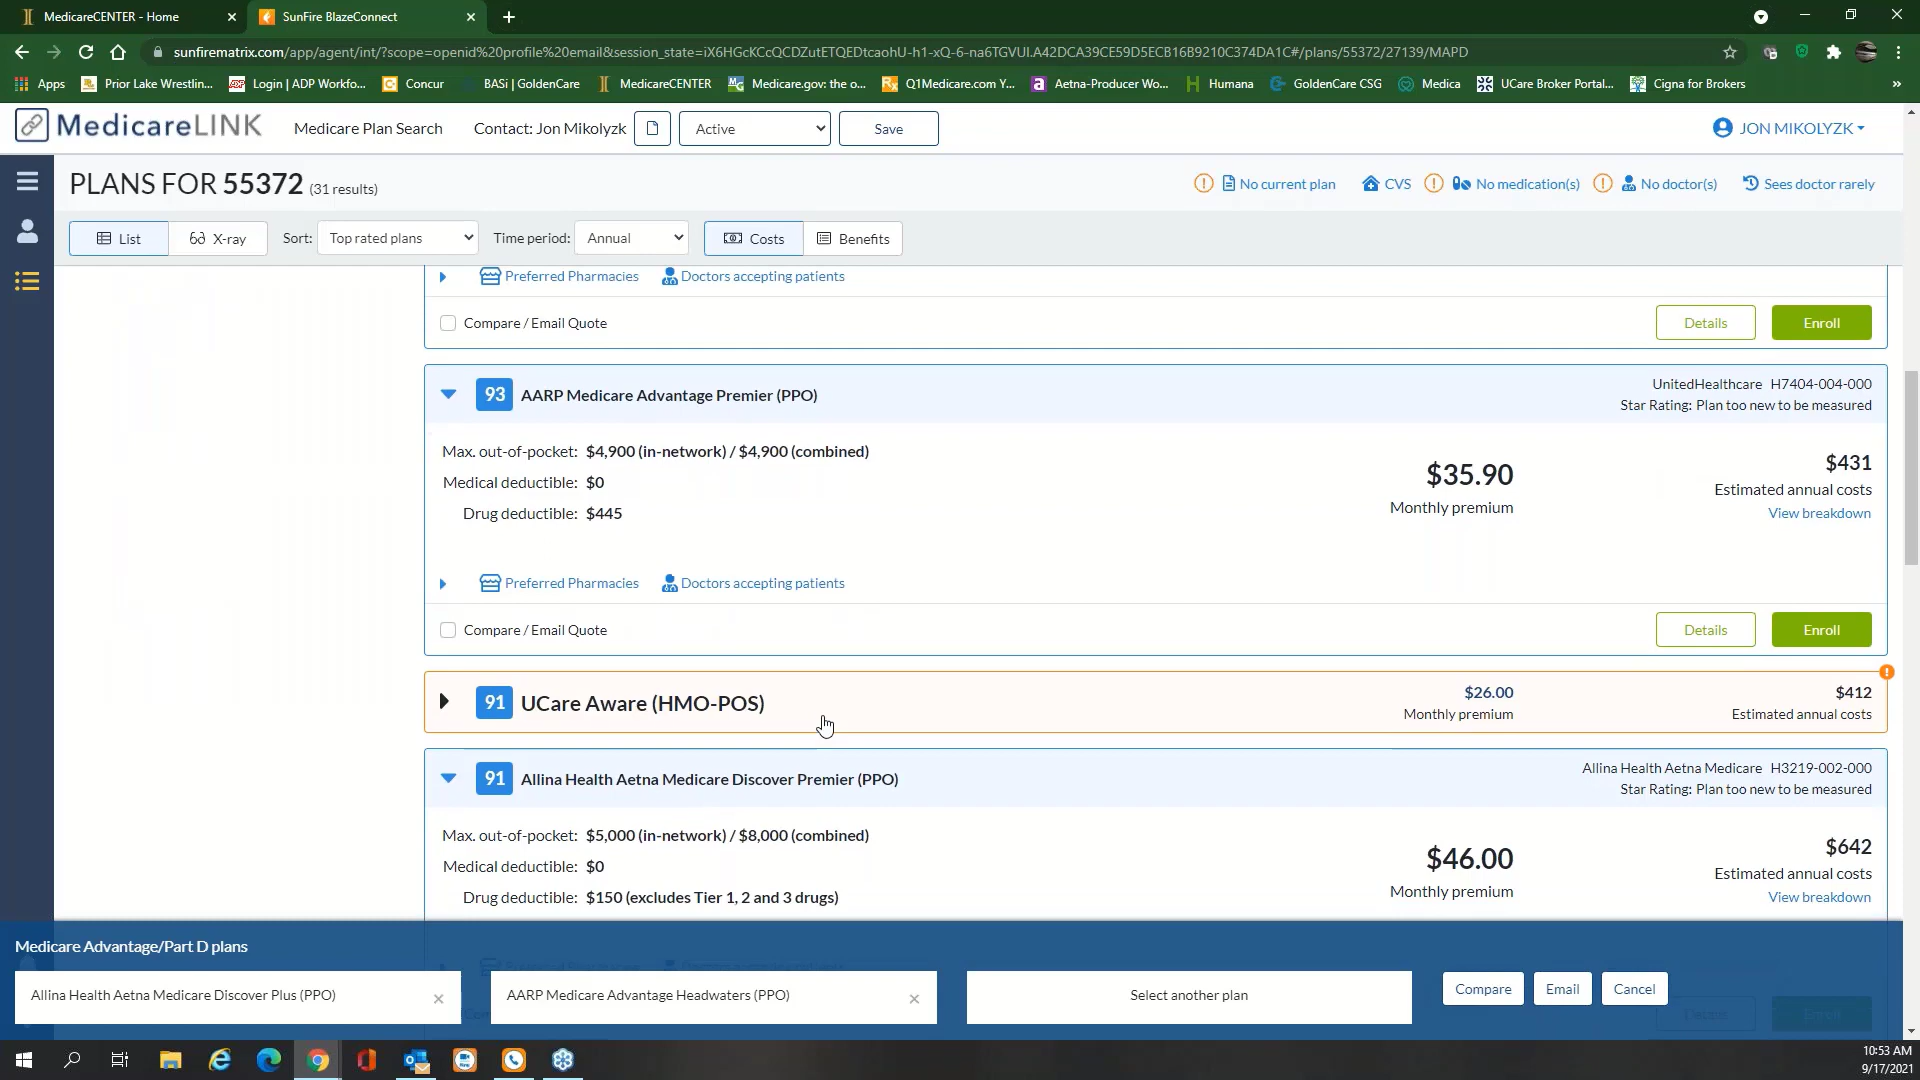 MedicareCENTER - Home
SunFire BlazeConnect
sunfirematrix.com/app/agent/int/?scope=openid%20profile%20email&session_state=iX6HGcKCcQCDZutETQEDtcaohU-h1-xQ-6-na6TGVUI.A42DCA39CE59D5ECB16B9210C374DA1C#/plans/55372/27139/MAPD
Apps Prior Lake Wrestlin... Login | ADP Workfo... Concur BASi | GoldenCare MedicareCENTER Medicare.gov: the o... Q1Medicare.com Y... Aetna-Producer Wo... Humana GoldenCare CSG Medica UCare Broker Portal... Cigna for Brokers »
MedicareLINK Medicare Plan Search Contact: Jon Mikolyzk Active Save JON MIKOLYZK
PLANS FOR 55372 (31 results) No current plan CVS No medication(s) No doctor(s) Sees doctor rarely
List X-ray Sort: Top rated plans Time period: Annual Costs Benefits
Preferred Pharmacies Doctors accepting patients
Compare / Email Quote Details Enroll
93 AARP Medicare Advantage Premier (PPO) UnitedHealthcare H7404-004-000
Star Rating: Plan too new to be measured
Max. out-of-pocket: $4,900 (in-network) / $4,900 (combined)
Medical deductible: $0
Drug deductible: $445
$35.90
Monthly premium
$431
Estimated annual costs
View breakdown
Preferred Pharmacies Doctors accepting patients
Compare / Email Quote Details Enroll
91 UCare Aware (HMO-POS) $26.00 $412
Monthly premium Estimated annual costs
91 Allina Health Aetna Medicare Discover Premier (PPO) Allina Health Aetna Medicare H3219-002-000
Star Rating: Plan too new to be measured
Max. out-of-pocket: $5,000 (in-network) / $8,000 (combined)
Medical deductible: $0
Drug deductible: $150 (excludes Tier 1, 2 and 3 drugs)
$46.00
Monthly premium
$642
Estimated annual costs
View breakdown
Medicare Advantage/Part D plans
Allina Health Aetna Medicare Discover Plus (PPO) × AARP Medicare Advantage Headwaters (PPO) × Select another plan Compare Email Cancel
Details Enroll
10:53 AM
9/17/2021